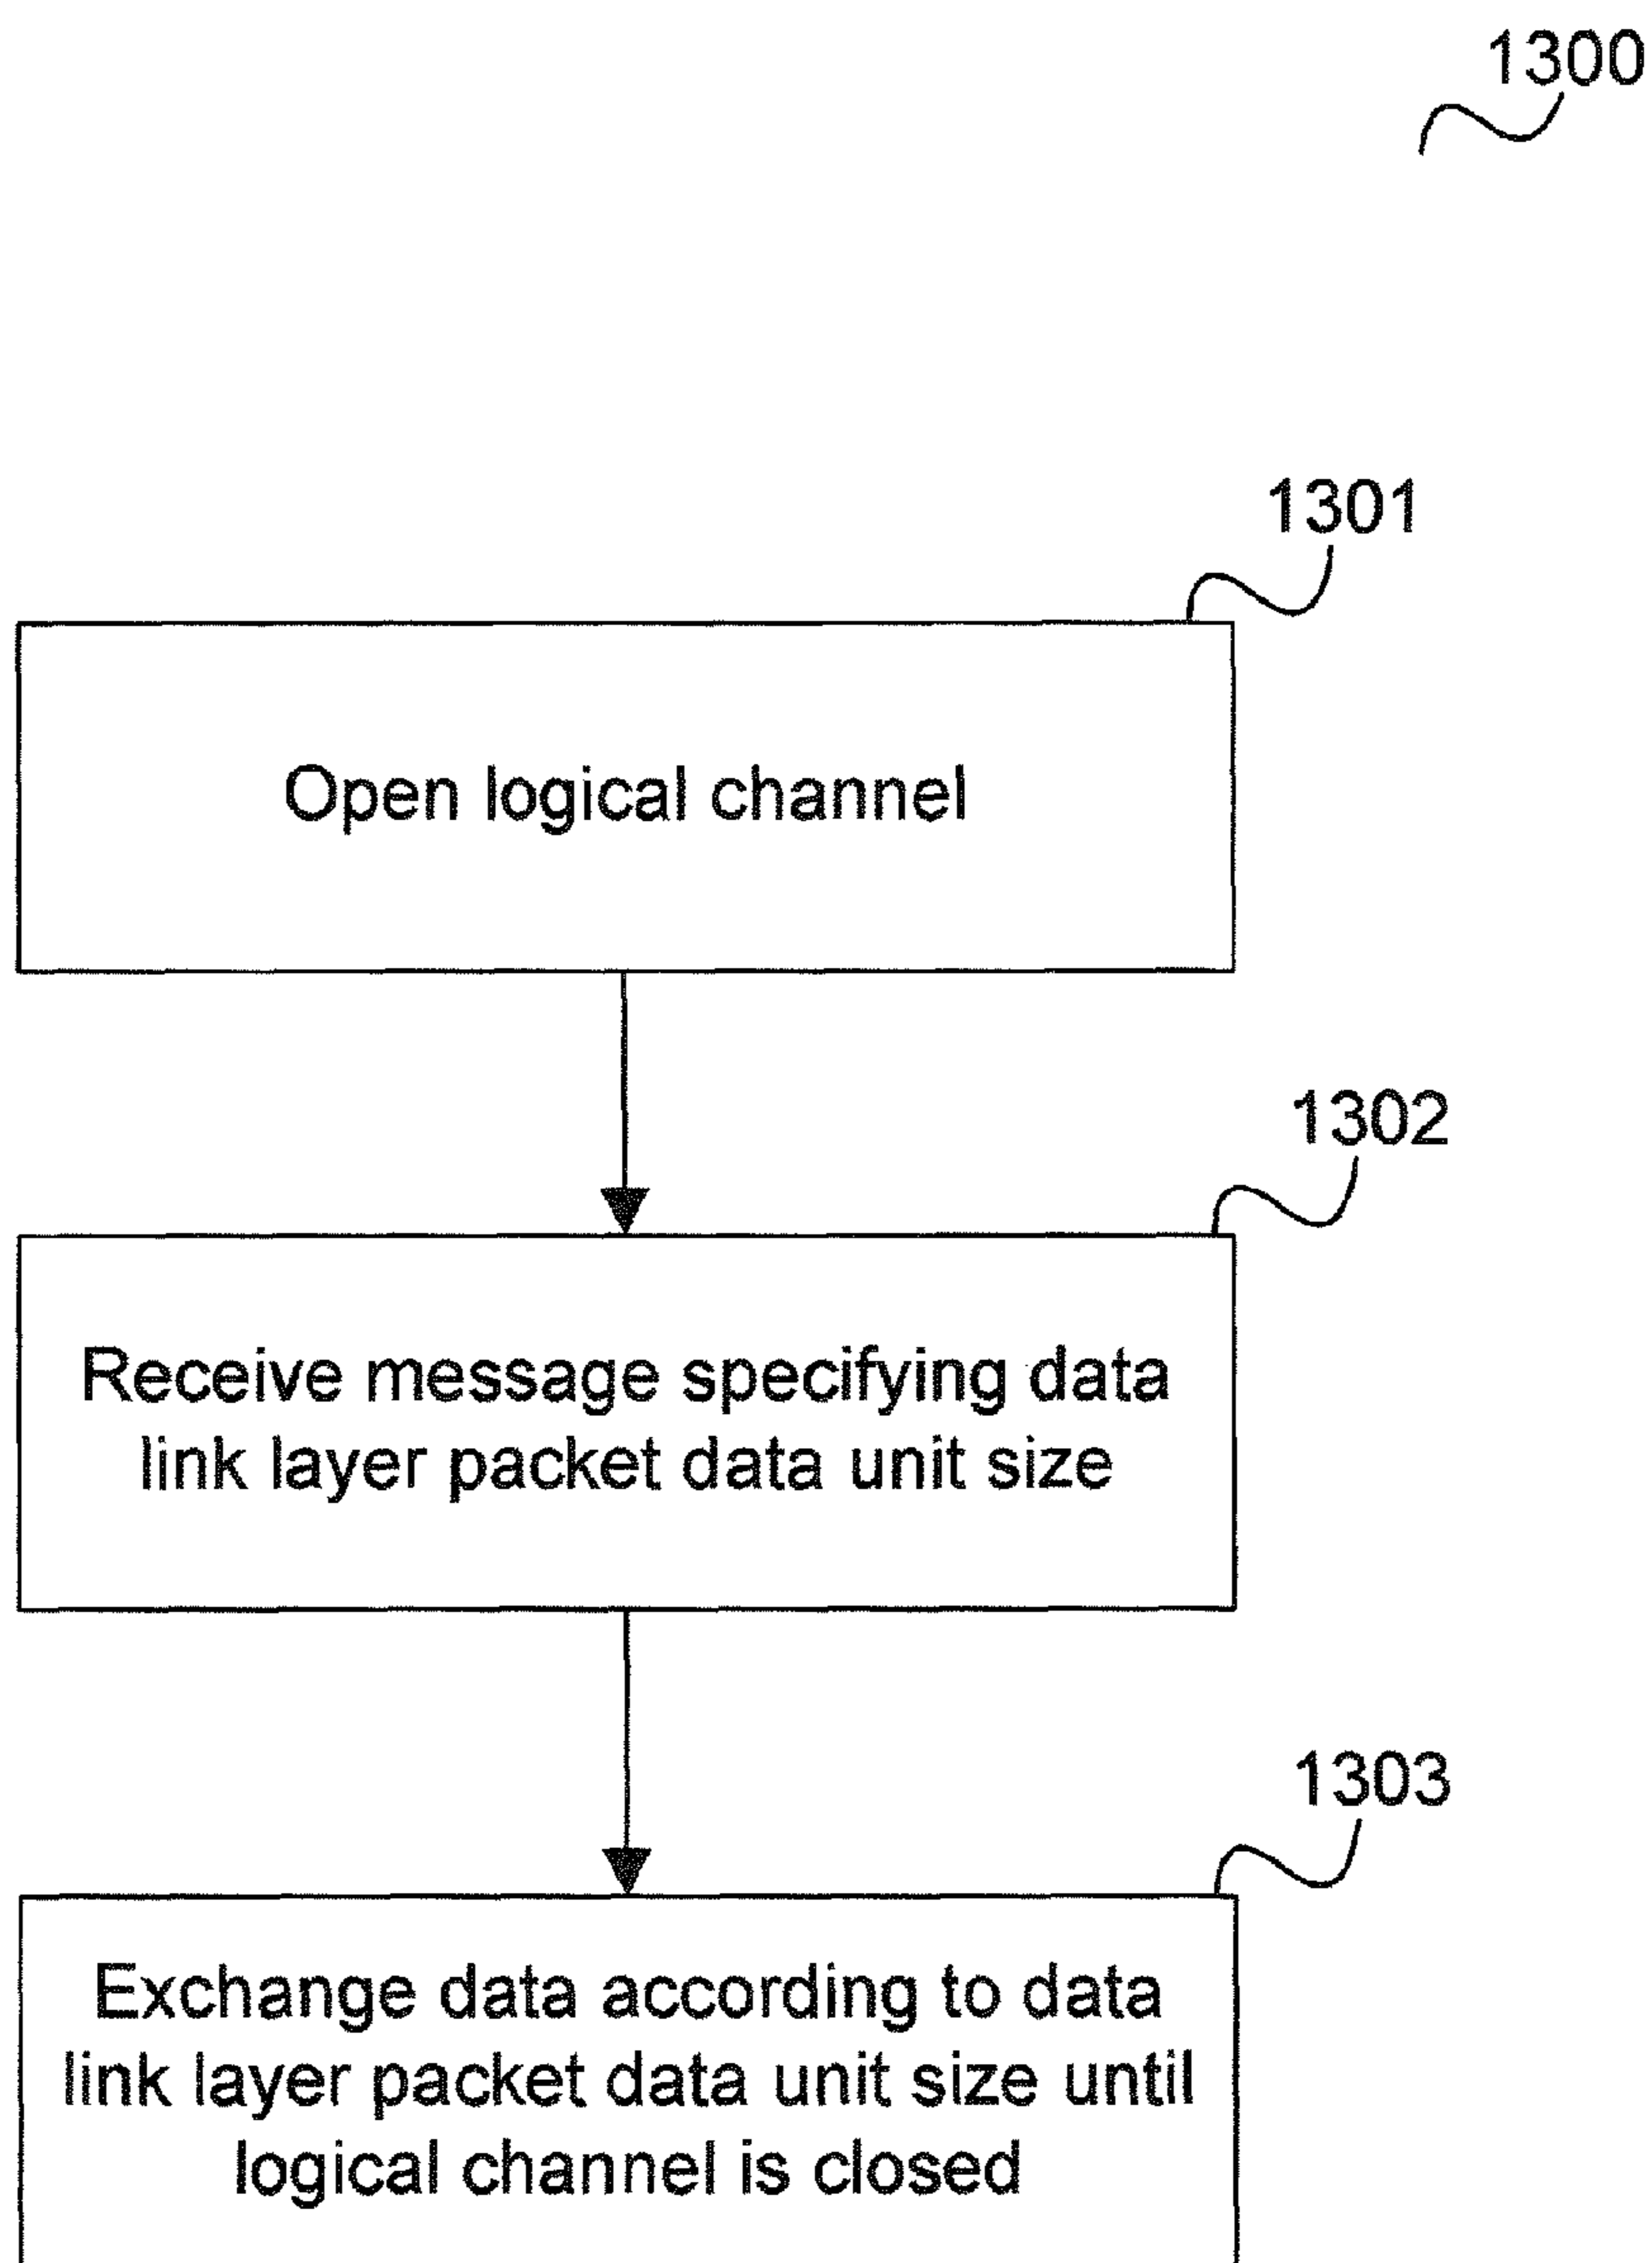 1300
1301
Open logical channel
1302
Receive message specifying data
link layer packet data unit size
1303
Exchange data according to data
link layer packet data unit size until
logical channel is closed